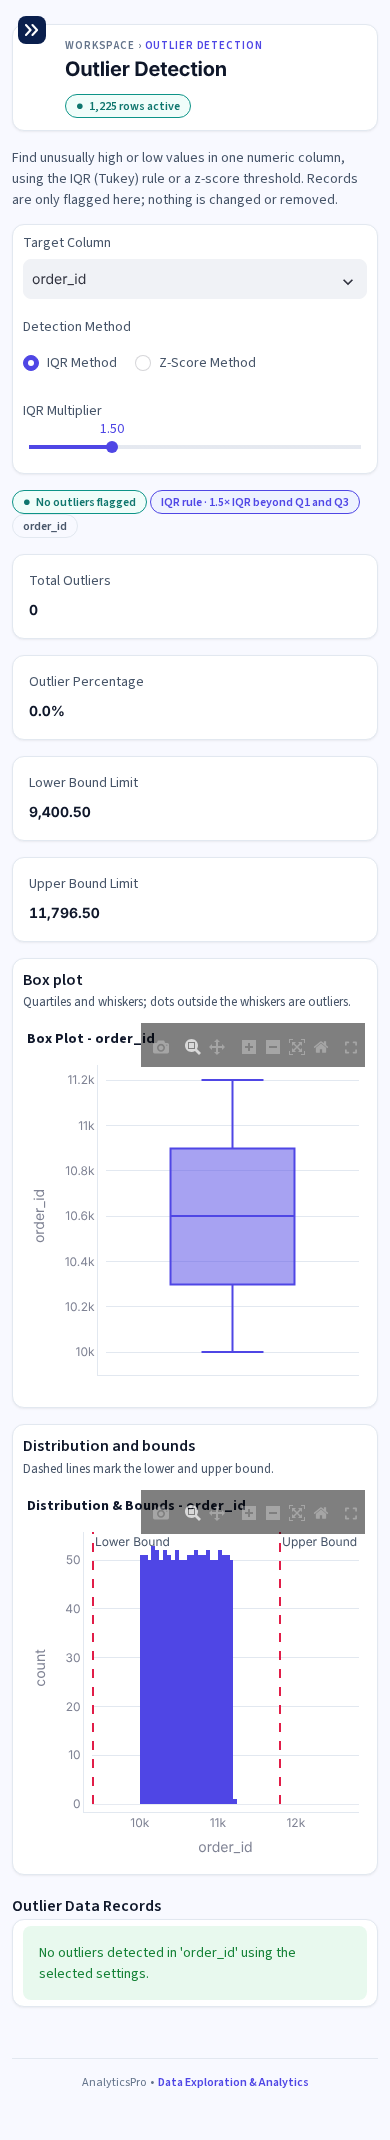 WORKSPACE › OUTLIER DETECTION
Outlier Detection
1,225 rows active
Find unusually high or low values in one numeric column,
using the IQR (Tukey) rule or a z-score threshold. Records
are only flagged here; nothing is changed or removed.
Target Column
order_id
Detection Method
IQR Method
Z-Score Method
IQR Multiplier
1.50
No outliers flagged
IQR rule · 1.5× IQR beyond Q1 and Q3
order_id
Total Outliers
0
Outlier Percentage
0.0%
Lower Bound Limit
9,400.50
Upper Bound Limit
11,796.50
Box plot
Quartiles and whiskers; dots outside the whiskers are outliers.
Box Plot - order_id
11.2k
11k
10.8k
10.6k
10.4k
10.2k
10k
order_id
Distribution and bounds
Dashed lines mark the lower and upper bound.
Distribution & Bounds - order_id
Lower Bound
Upper Bound
50
40
30
20
10
0
count
10k
11k
12k
order_id
Outlier Data Records
No outliers detected in 'order_id' using the
selected settings.
AnalyticsPro • Data Exploration & Analytics